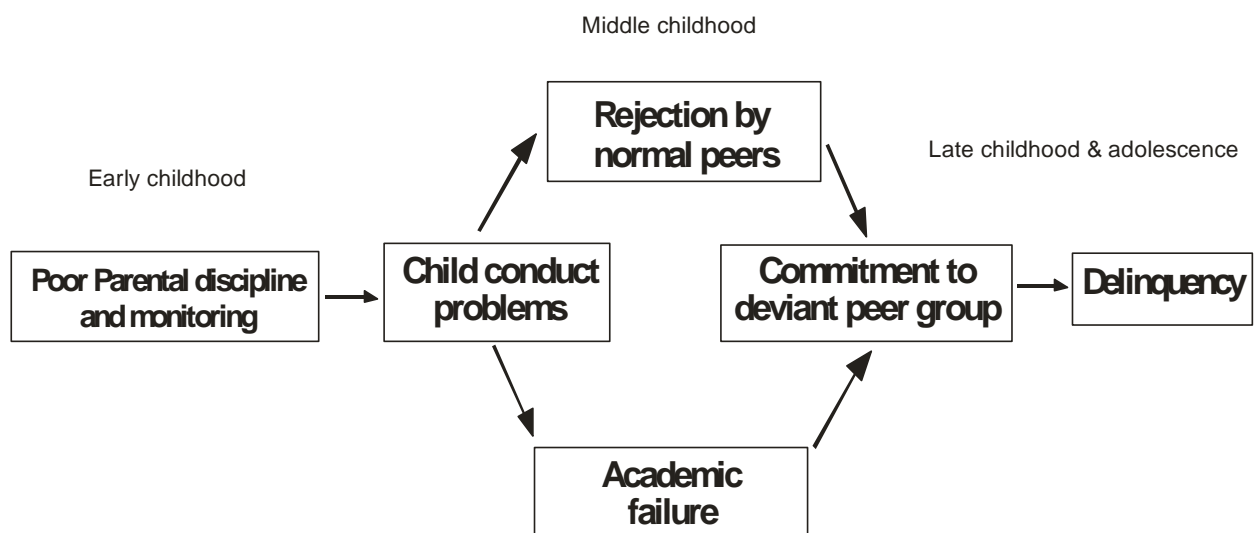 Middle childhood
Rejection by
normal peers
Late childhood & adolescence
Early childhood
Poor Parental discipline
and monitoring
Child conduct
problems
Commitment to
deviant peer group
Delinquency
Academic
failure